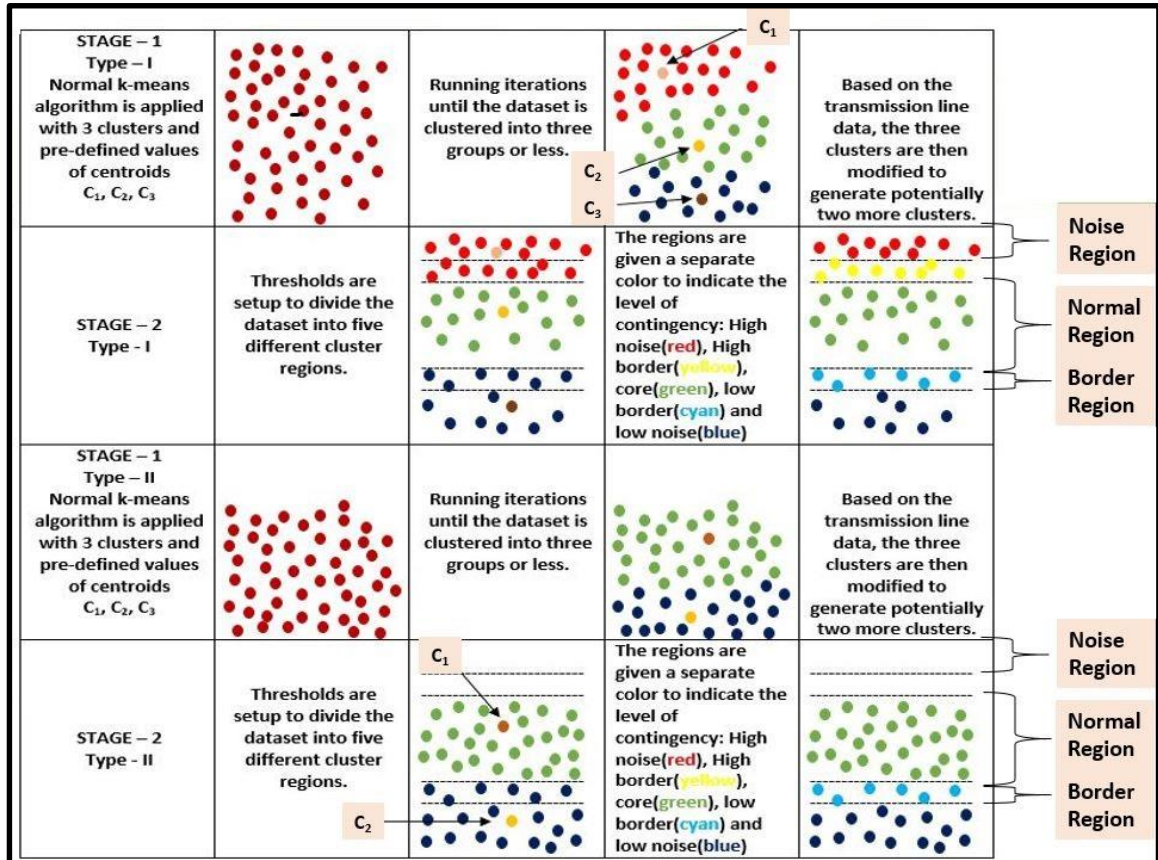 STAGE – 1
Type – I
Normal k-means
algorithm is applied
with 3 clusters and
pre-defined values
of centroids
C₁, C₂, C₃
Running iterations
until the dataset is
clustered into three
groups or less.
C₁
C₂
C₃
Based on the
transmission line
data, the three
clusters are then
modified to
generate potentially
two more clusters.
Noise
Region
STAGE – 2
Type - I
Thresholds are
setup to divide the
dataset into five
different cluster
regions.
The regions are
given a separate
color to indicate the
level of
contingency: High
noise(red), High
border(yellow),
core(green), low
border(cyan) and
low noise(blue)
Normal
Region
Border
Region
STAGE – 1
Type – II
Normal k-means
algorithm is applied
with 3 clusters and
pre-defined values
of centroids
C₁, C₂, C₃
Running iterations
until the dataset is
clustered into three
groups or less.
Based on the
transmission line
data, the three
clusters are then
modified to
generate potentially
two more clusters.
Noise
Region
STAGE – 2
Type - II
Thresholds are
setup to divide the
dataset into five
different cluster
regions.
C₁
C₂
The regions are
given a separate
color to indicate the
level of
contingency: High
noise(red), High
border(yellow),
core(green), low
border(cyan) and
low noise(blue)
Normal
Region
Border
Region